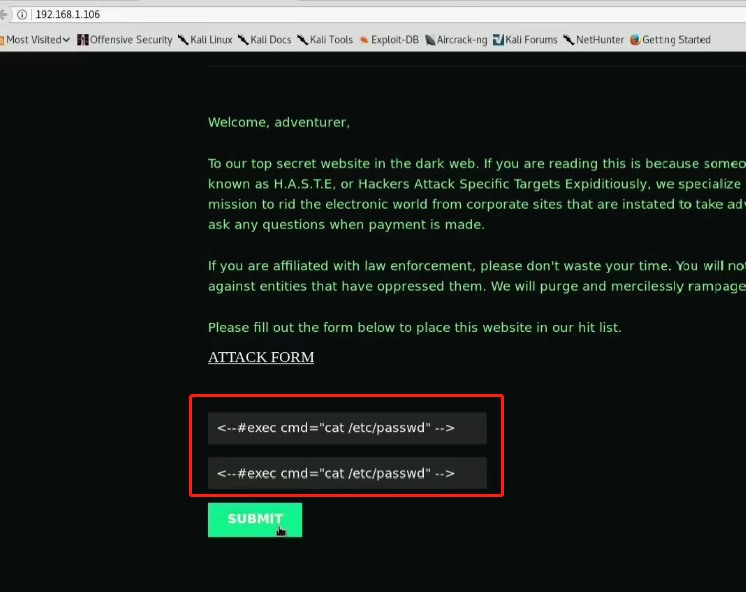 192.168.1.106
Most Visited Offensive Security Kali Linux Kali Docs Kali Tools Exploit-DB Aircrack-ng Kali Forums NetHunter Getting Started
Welcome, adventurer,
To our top secret website in the dark web. If you are reading this is because someo
known as H.A.S.T.E, or Hackers Attack Specific Targets Expiditiously, we specialize
mission to rid the electronic world from corporate sites that are instated to take adv
ask any questions when payment is made.
If you are affiliated with law enforcement, please don't waste your time. You will not
against entities that have oppressed them. We will purge and mercilessly rampage
Please fill out the form below to place this website in our hit list.
ATTACK FORM
<--#exec cmd="cat /etc/passwd" -->
<--#exec cmd="cat /etc/passwd" -->
SUBMIT